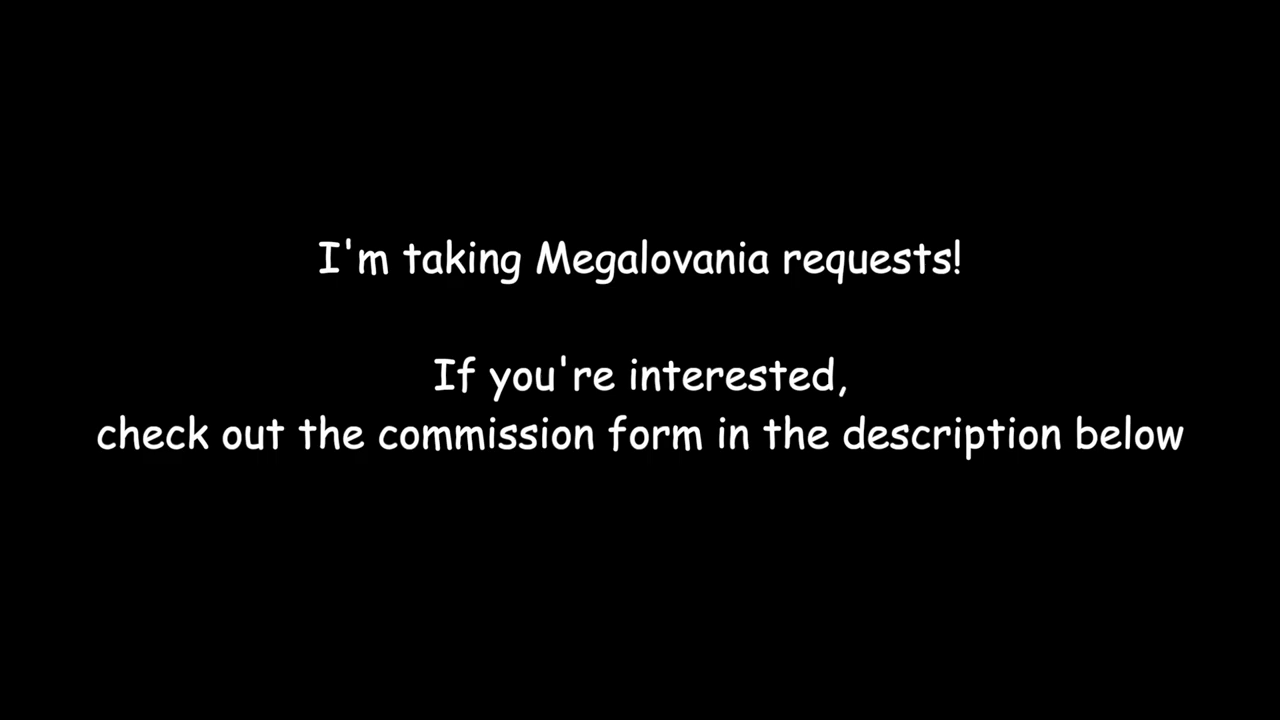 I'm taking Megalovania requests!
If you're interested,
check out the commission form in the description below